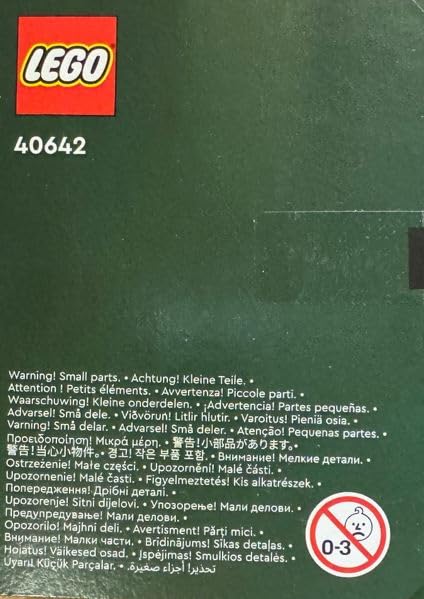 LEGO
40642
Warning! Small parts. • Achtung! Kleine Teile. •
Attention ! Petits éléments. • Avvertenza! Piccole parti. •
Waarschuwing! Kleine onderdelen. • ¡Advertencia! Partes pequeñas. •
Advarsel! Små dele. • Viðvörun! Litlir hlutir. • Varoitus! Pieniä osia. •
Varning! Små delar. • Advarsel! Små deler. • Atenção! Pequenas partes. •
Προειδοποίηση! Μικρά μέρη. • 警告!小部品があります。 •
警告!当心小物件。 • 경고! 작은 부품 포함. • Внимание! Мелкие детали. •
Ostrzeżenie! Małe części. • Upozornění! Malé části. •
Upozornenie! Malé časti. • Figyelmeztetés! Kis alkatrészek. •
Попередження! Дрібні деталі. •
Upozorenje! Sitni dijelovi. • Упозорење! Мали делови. •
Предупредување! Мали делови. •
Opozorilo! Majhni deli. • Avertisment! Părți mici. •
Внимание! Малки части. • Brīdinājums! Sīkas detaļas. •
Hoiatus! Väikesed osad. • Įspėjimas! Smulkios detalės. •
Uyarı! Küçük Parçalar. • تحذير! أجزاء صغيرة. •
0-3